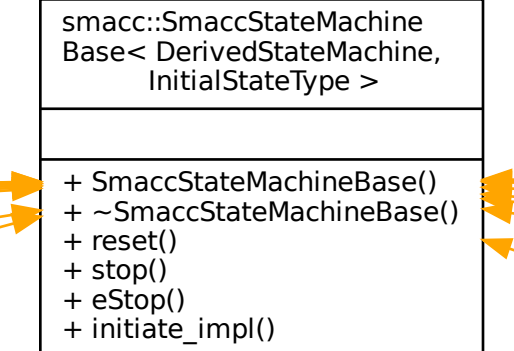 smacc::SmaccStateMachine
Base< DerivedStateMachine,
InitialStateType >
+ SmaccStateMachineBase()
+ ~SmaccStateMachineBase()
+ reset()
+ stop()
+ eStop()
+ initiate_impl()